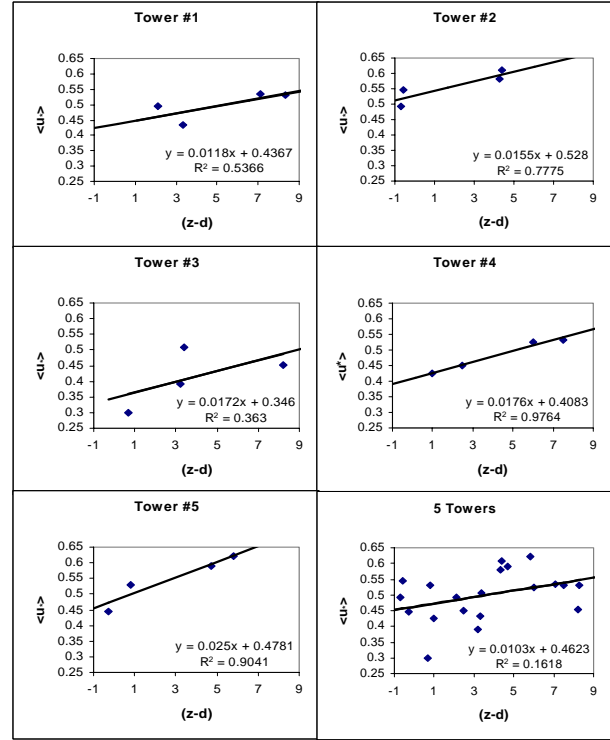 Tower #1
<u*>
0.65
0.6
0.55
0.5
0.45
0.4
0.35
0.3
0.25
y = 0.0118x + 0.4367
R² = 0.5366
-1 1 3 5 7 9
(z-d)
Tower #2
<u*>
0.65
0.6
0.55
0.5
0.45
0.4
0.35
0.3
0.25
y = 0.0155x + 0.528
R² = 0.7775
-1 1 3 5 7 9
(z-d)
Tower #3
<u*>
0.65
0.6
0.55
0.5
0.45
0.4
0.35
0.3
0.25
y = 0.0172x + 0.346
R² = 0.363
-1 1 3 5 7 9
(z-d)
Tower #4
<u*>
0.65
0.6
0.55
0.5
0.45
0.4
0.35
0.3
0.25
y = 0.0176x + 0.4083
R² = 0.9764
-1 1 3 5 7 9
(z-d)
Tower #5
<u*>
0.65
0.6
0.55
0.5
0.45
0.4
0.35
0.3
0.25
y = 0.025x + 0.4781
R² = 0.9041
-1 1 3 5 7 9
(z-d)
5 Towers
<u*>
0.65
0.6
0.55
0.5
0.45
0.4
0.35
0.3
0.25
y = 0.0103x + 0.4623
R² = 0.1618
-1 1 3 5 7 9
(z-d)